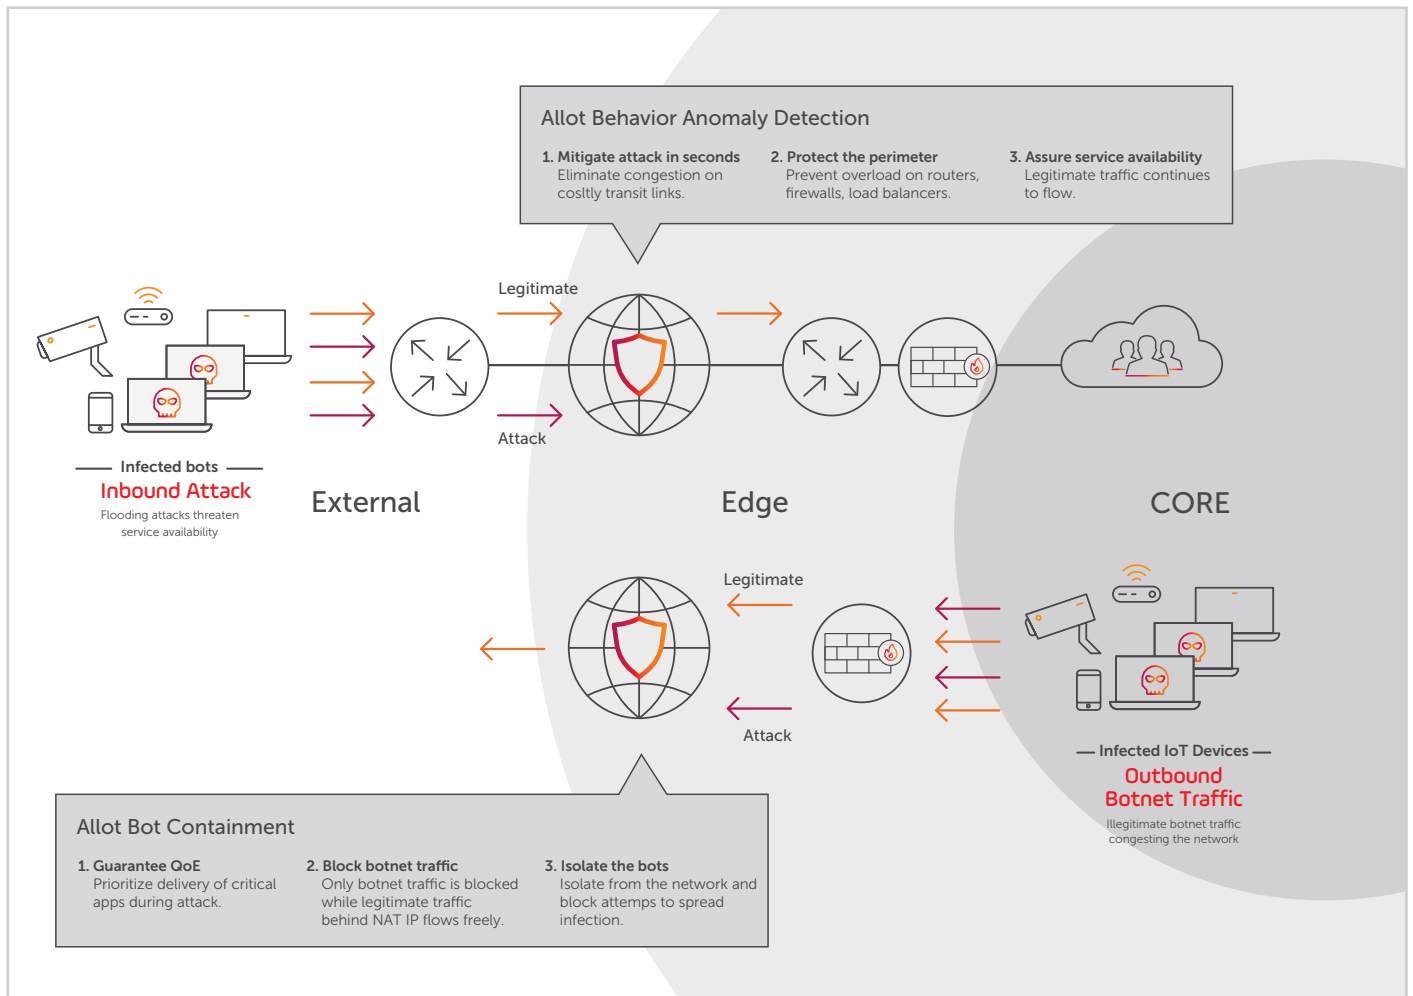 Allot Behavior Anomaly Detection
1. Mitigate attack in seconds
Eliminate congestion on
cosltly transit links.
2. Protect the perimeter
Prevent overload on routers,
firewalls, load balancers.
3. Assure service availability
Legitimate traffic continues
to flow.
Legitimate
Attack
Infected bots
Inbound Attack
Flooding attacks threaten
service availability
External
Edge
CORE
Legitimate
Attack
Infected IoT Devices
Outbound
Botnet Traffic
Illegitimate botnet traffic
congesting the network
Allot Bot Containment
1. Guarantee QoE
Prioritize delivery of critical
apps during attack.
2. Block botnet traffic
Only botnet traffic is blocked
while legitimate traffic
behind NAT IP flows freely.
3. Isolate the bots
Isolate from the network and
block attemps to spread
infection.